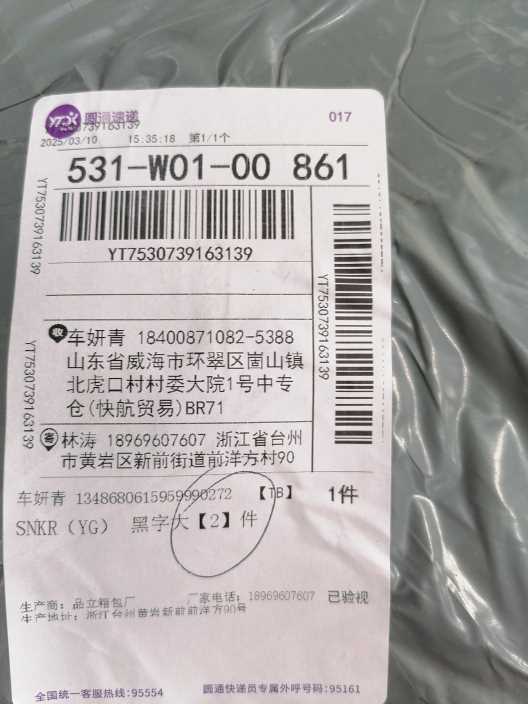 圆通速递
017
YT7530739163139
2025/03/10 15:35:18 第1/1个
531-W01-00 861
YT7530739163139
YT7530739163139
YT7530739163139
YT7530739163139
收 车妍青 18400871082-5388
山东省威海市环翠区崮山镇
北虎口村村委大院1号中专
仓(快航贸易)BR71
寄 林涛 18969607607 浙江省台州
市黄岩区新前街道前洋方村90
车妍青 1348680615959990272 【TB】 1件
SNKR（YG） 黑字大【2】件
生产商: 品立箱包厂 厂家电话: 18969607607 已验视
生产地址: 浙江台州黄岩新前前洋方90号
全国统一客服热线: 95554 圆通快递员专属外呼号码: 95161